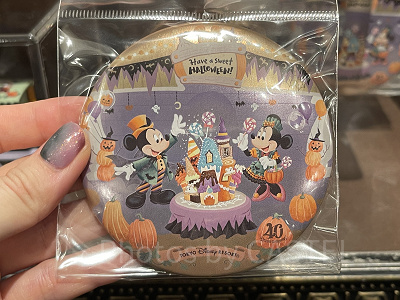 Have a Sweet
HALLOWEEN!
40
TOKYO DISNEY RESORT